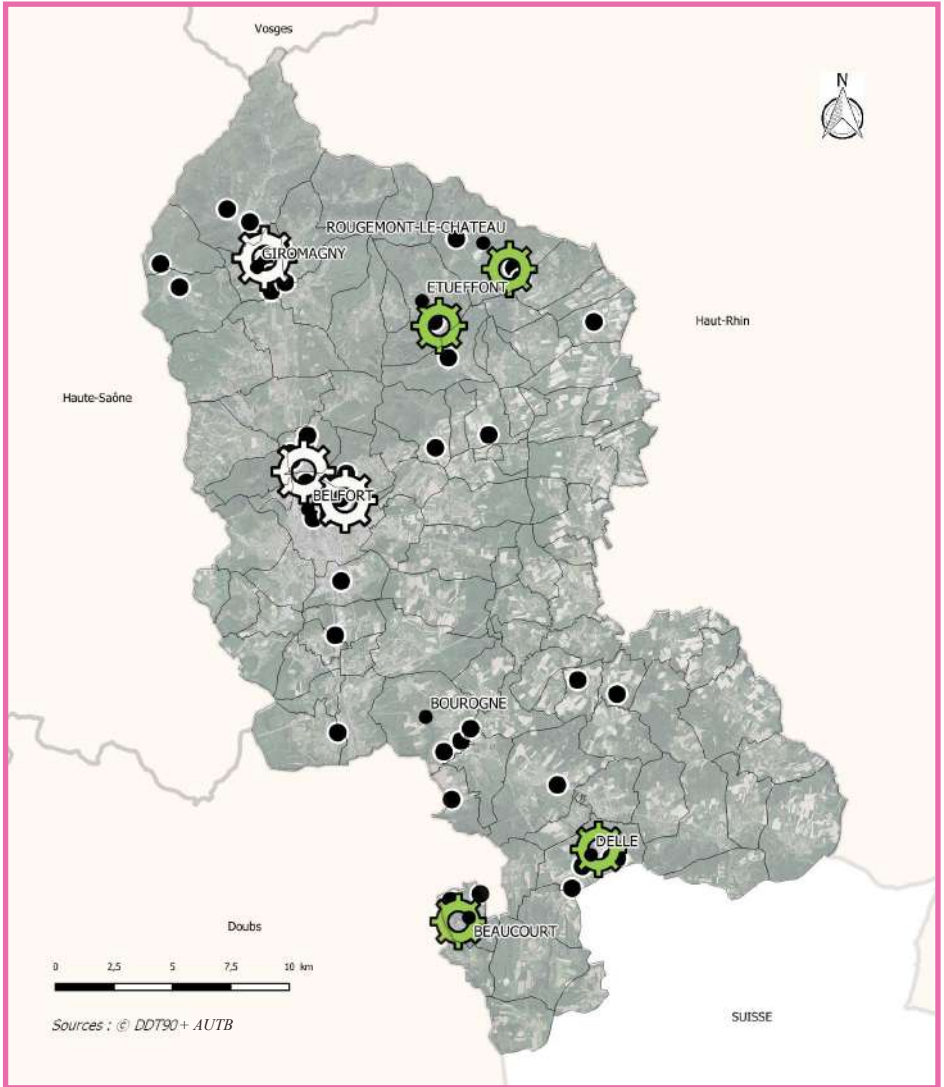 Vosges
N
ROUGEMONT-LE-CHATEAU
GIROMAGNY
ETUEFFONT
Haut-Rhin
Haute-Saône
BELFORT
BOUROGNE
DELLE
Doubs
BEAUCOURT
0 2,5 5 7,5 10 km
SUISSE
Sources : © DDT90 + AUTB